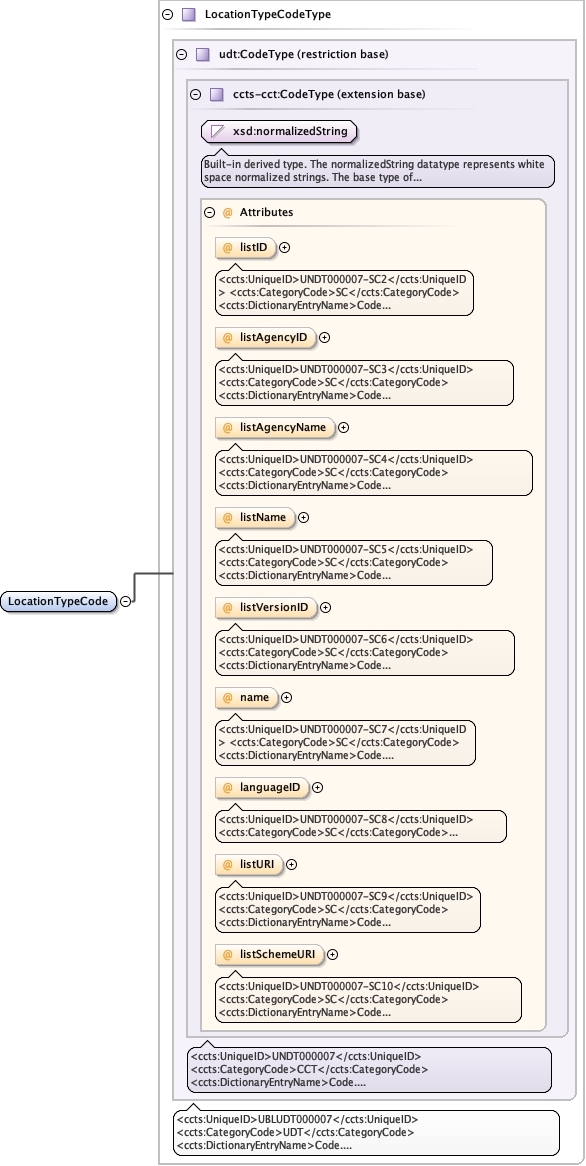 LocationTypeCodeType
udt:CodeType (restriction base)
ccts-cct:CodeType (extension base)
xsd:normalizedString
Built-in derived type. The normalizedString datatype represents white
space normalized strings. The base type of...
@ Attributes
@ listID
<ccts:UniqueID>UNDT000007-SC2</ccts:UniqueID
> <ccts:CategoryCode>SC</ccts:CategoryCode>
<ccts:DictionaryEntryName>Code...
@ listAgencyID
<ccts:UniqueID>UNDT000007-SC3</ccts:UniqueID>
<ccts:CategoryCode>SC</ccts:CategoryCode>
<ccts:DictionaryEntryName>Code...
@ listAgencyName
<ccts:UniqueID>UNDT000007-SC4</ccts:UniqueID>
<ccts:CategoryCode>SC</ccts:CategoryCode>
<ccts:DictionaryEntryName>Code...
@ listName
<ccts:UniqueID>UNDT000007-SC5</ccts:UniqueID>
<ccts:CategoryCode>SC</ccts:CategoryCode>
<ccts:DictionaryEntryName>Code...
@ listVersionID
<ccts:UniqueID>UNDT000007-SC6</ccts:UniqueID>
<ccts:CategoryCode>SC</ccts:CategoryCode>
<ccts:DictionaryEntryName>Code...
@ name
<ccts:UniqueID>UNDT000007-SC7</ccts:UniqueID
> <ccts:CategoryCode>SC</ccts:CategoryCode>
<ccts:DictionaryEntryName>Code....
@ languageID
<ccts:UniqueID>UNDT000007-SC8</ccts:UniqueID>
<ccts:CategoryCode>SC</ccts:CategoryCode>...
@ listURI
<ccts:UniqueID>UNDT000007-SC9</ccts:UniqueID>
<ccts:CategoryCode>SC</ccts:CategoryCode>
<ccts:DictionaryEntryName>Code...
@ listSchemeURI
<ccts:UniqueID>UNDT000007-SC10</ccts:UniqueID>
<ccts:CategoryCode>SC</ccts:CategoryCode>
<ccts:DictionaryEntryName>Code...
<ccts:UniqueID>UNDT000007</ccts:UniqueID>
<ccts:CategoryCode>CCT</ccts:CategoryCode>
<ccts:DictionaryEntryName>Code....
<ccts:UniqueID>UBLUDT000007</ccts:UniqueID>
<ccts:CategoryCode>UDT</ccts:CategoryCode>
<ccts:DictionaryEntryName>Code....
LocationTypeCode